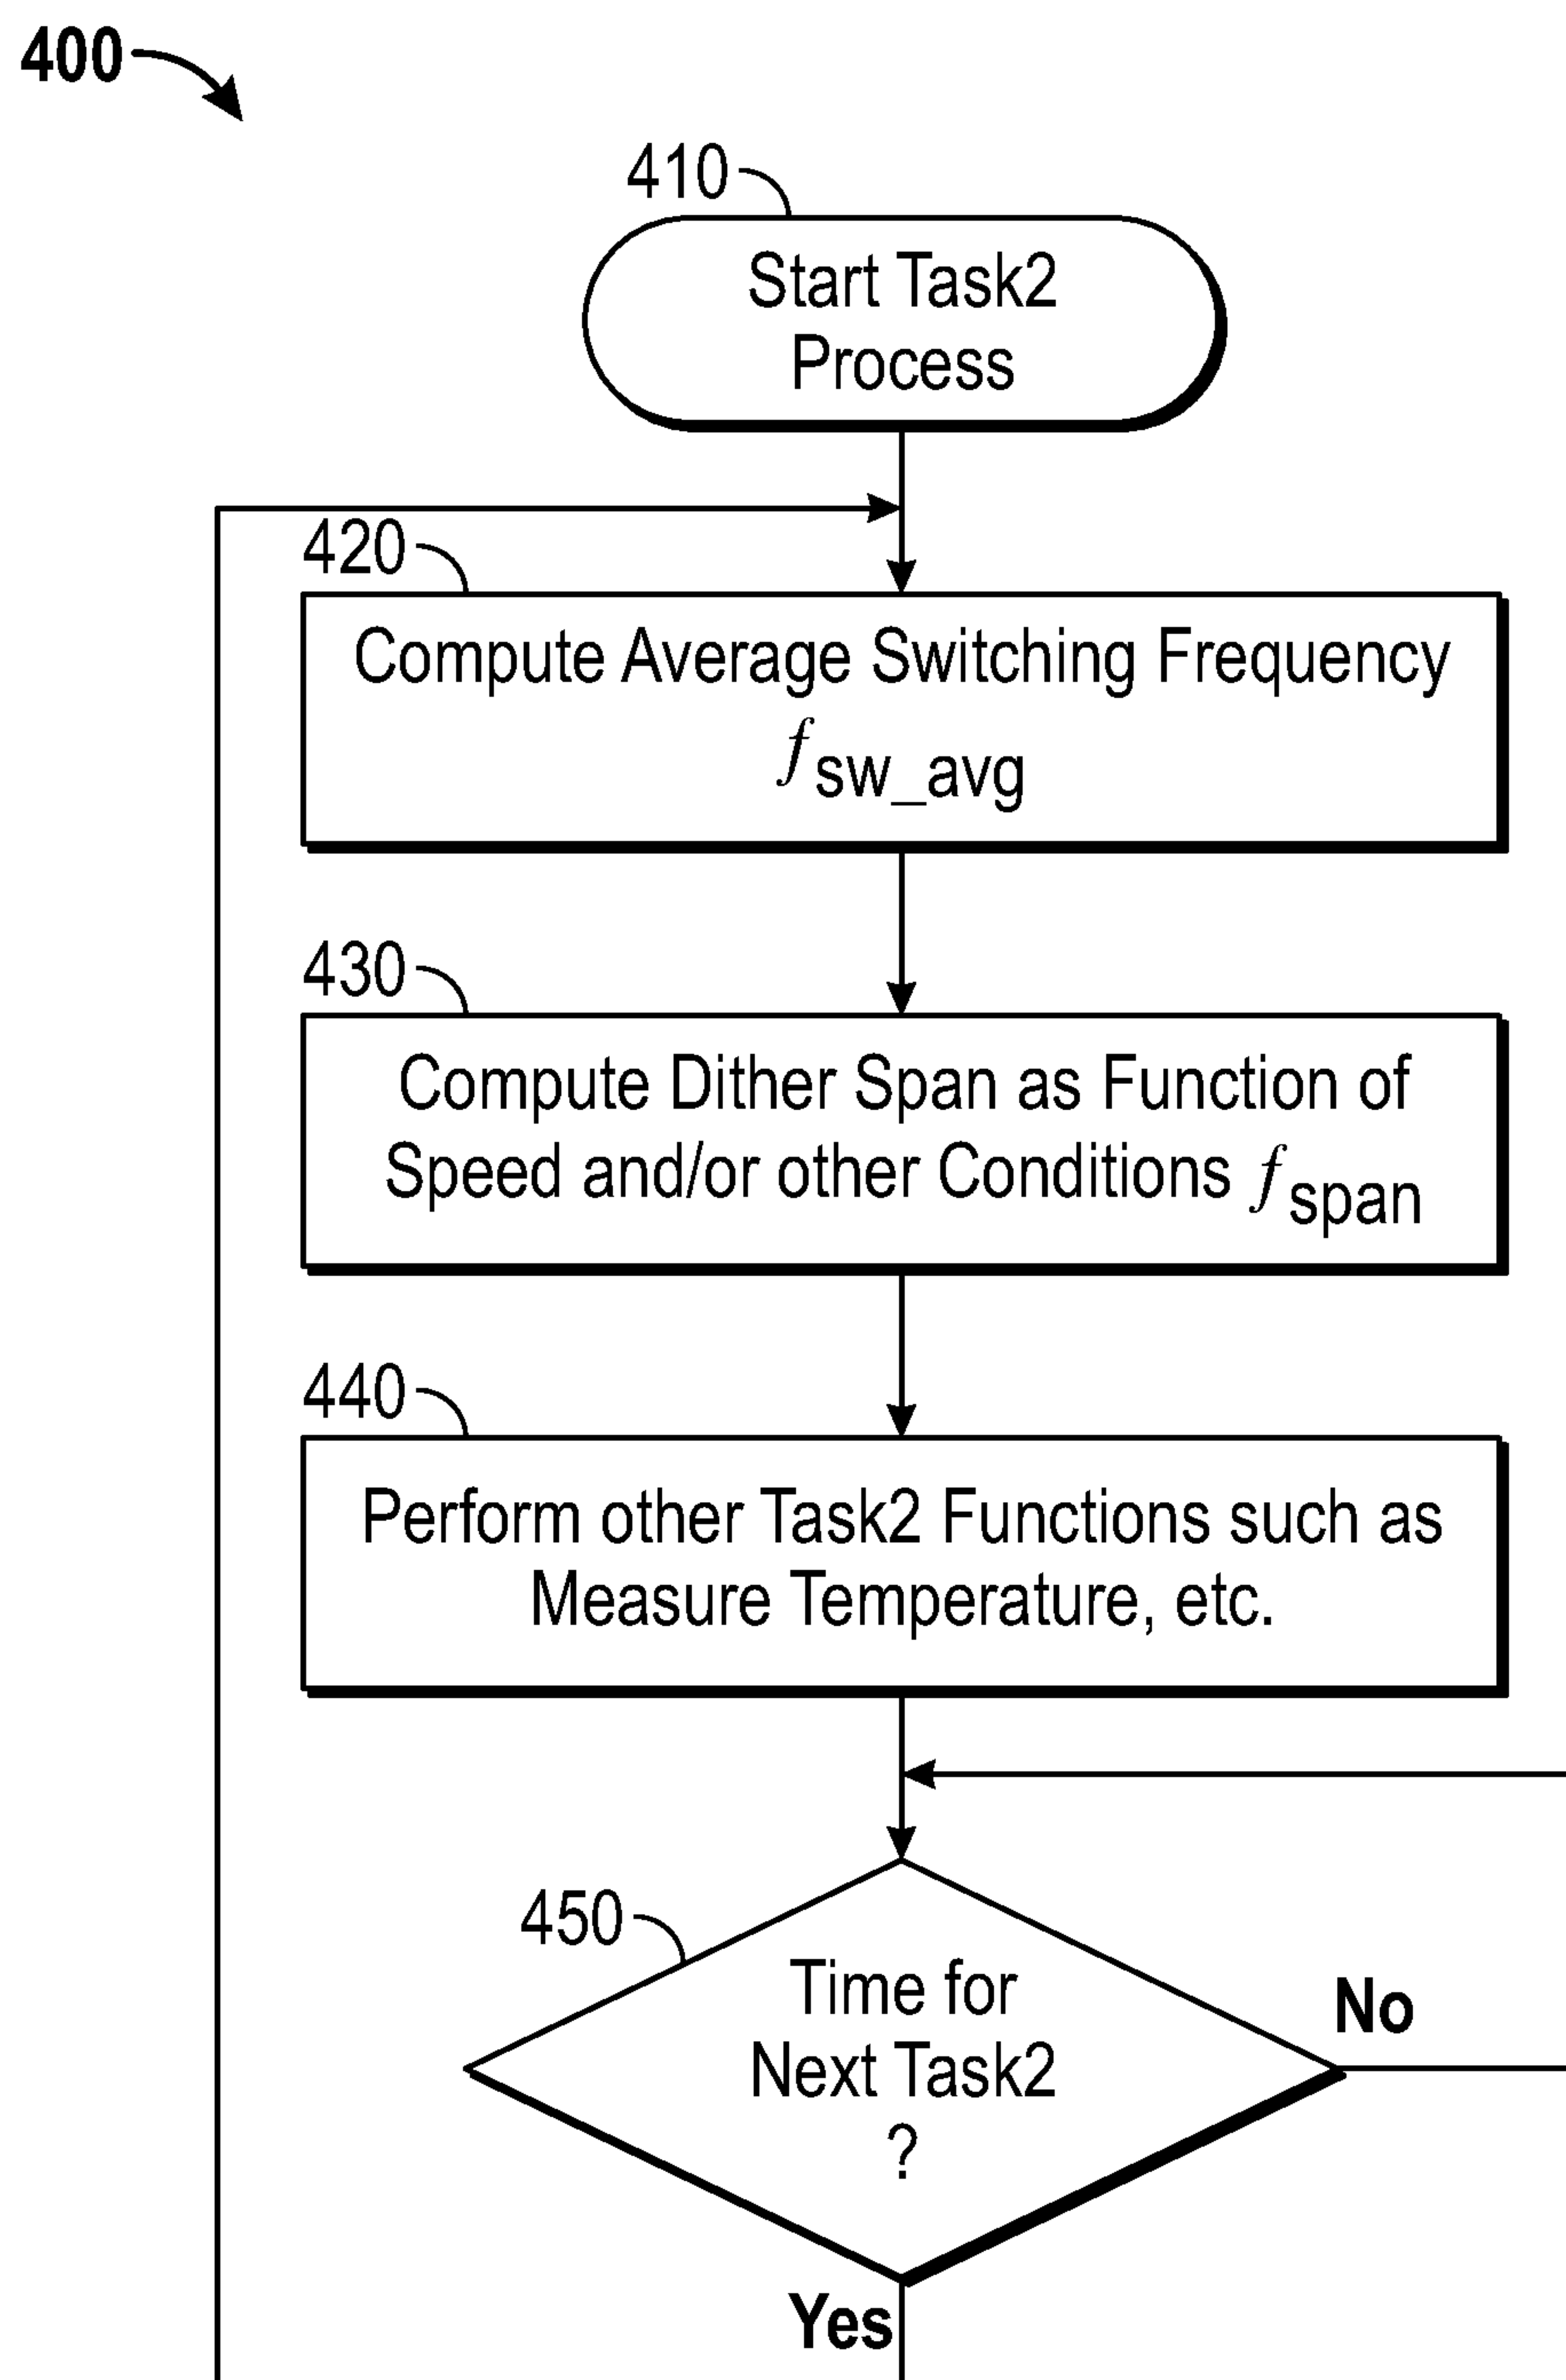 400
410
Start Task2
Process
420
Compute Average Switching Frequency
f sw_avg
430
Compute Dither Span as Function of
Speed and/or other Conditions f span
440
Perform other Task2 Functions such as
Measure Temperature, etc.
450
Time for
Next Task2
?
No
Yes